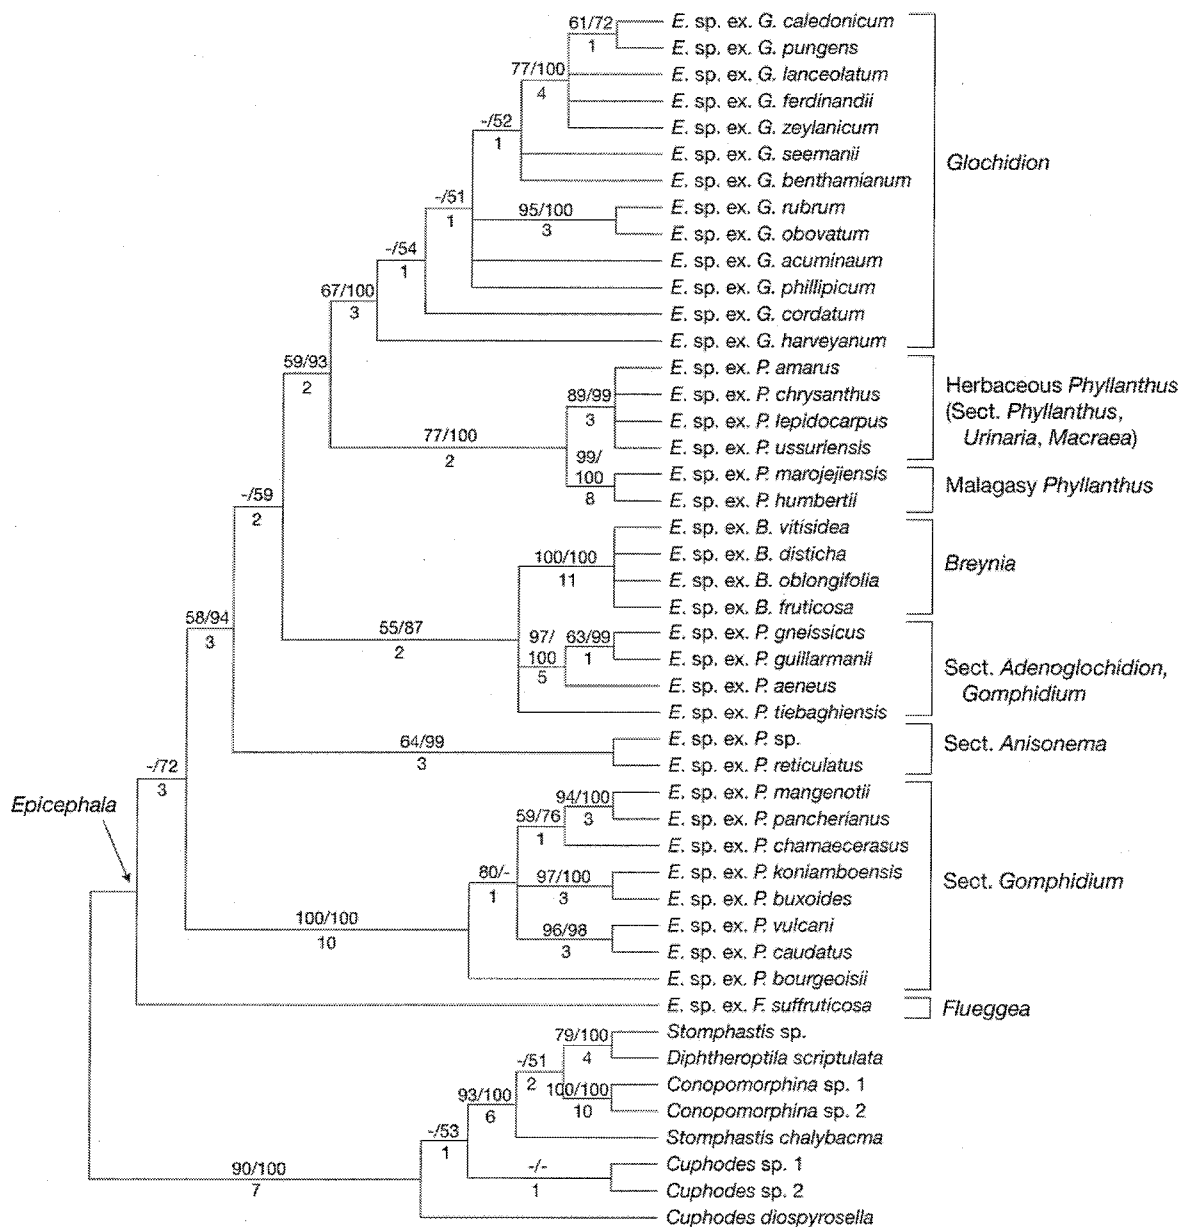 61/72
1
E. sp. ex. G. caledonicum
E. sp. ex. G. pungens
77/100
4
E. sp. ex. G. lanceolatum
E. sp. ex. G. ferdinandii
E. sp. ex. G. zeylanicum
-/52
1
E. sp. ex. G. seemanii
E. sp. ex. G. benthamianum
-/51
1
95/100
3
E. sp. ex. G. rubrum
E. sp. ex. G. obovatum
E. sp. ex. G. acuminaum
E. sp. ex. G. phillipicum
-/54
1
E. sp. ex. G. cordatum
67/100
3
E. sp. ex. G. harveyanum
Glochidion
59/93
2
89/99
3
E. sp. ex. P. amarus
E. sp. ex. P. chrysanthus
E. sp. ex. P. lepidocarpus
E. sp. ex. P. ussuriensis
Herbaceous Phyllanthus
(Sect. Phyllanthus,
Urinaria, Macraea)
77/100
2
99/
100
8
E. sp. ex. P. marojejiensis
E. sp. ex. P. humbertii
Malagasy Phyllanthus
-/59
2
100/100
11
E. sp. ex. B. vitisidea
E. sp. ex. B. disticha
E. sp. ex. B. oblongifolia
E. sp. ex. B. fruticosa
Breynia
55/87
2
97/
100
5
63/99
1
E. sp. ex. P. gneissicus
E. sp. ex. P. guillarmanii
E. sp. ex. P. aeneus
E. sp. ex. P. tiebaghiensis
Sect. Adenoglochidion,
Gomphidium
58/94
3
64/99
3
E. sp. ex. P. sp.
E. sp. ex. P. reticulatus
Sect. Anisonema
-/72
3
Epicephala
94/100
3
59/76
1
E. sp. ex. P. mangenotii
E. sp. ex. P. pancherianus
E. sp. ex. P. chamaecerasus
80/-
1
97/100
3
E. sp. ex. P. koniamboensis
E. sp. ex. P. buxoides
96/98
3
E. sp. ex. P. vulcani
E. sp. ex. P. caudatus
100/100
10
E. sp. ex. P. bourgeoisii
Sect. Gomphidium
E. sp. ex. F. suffruticosa
Flueggea
79/100
4
Stomphastis sp.
Diphtheroptila scriptulata
-/51
2
100/100
10
Conopomorphina sp. 1
Conopomorphina sp. 2
93/100
6
Stomphastis chalybacma
-/53
1
-/-
1
Cuphodes sp. 1
Cuphodes sp. 2
90/100
7
Cuphodes diospyrosella